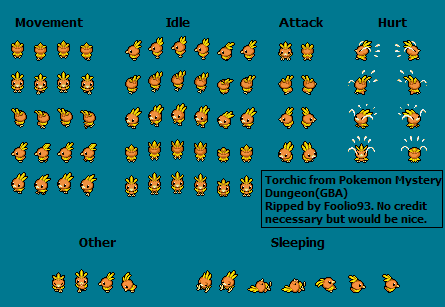 Movement
Idle
Attack
Hurt
Torchic from Pokemon Mystery
Dungeon(GBA)
Ripped by Foolio93. No credit
necessary but would be nice.
Other
Sleeping